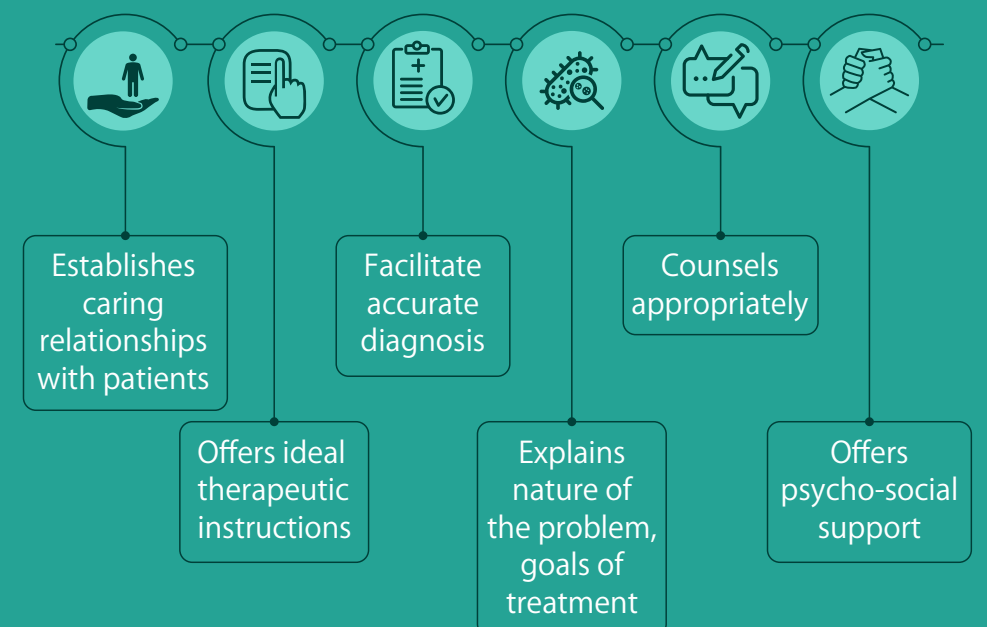 Establishes
caring
relationships
with patients
Offers ideal
therapeutic
instructions
Facilitate
accurate
diagnosis
Explains
nature of
the problem,
goals of
treatment
Counsels
appropriately
Offers
psycho-social
support